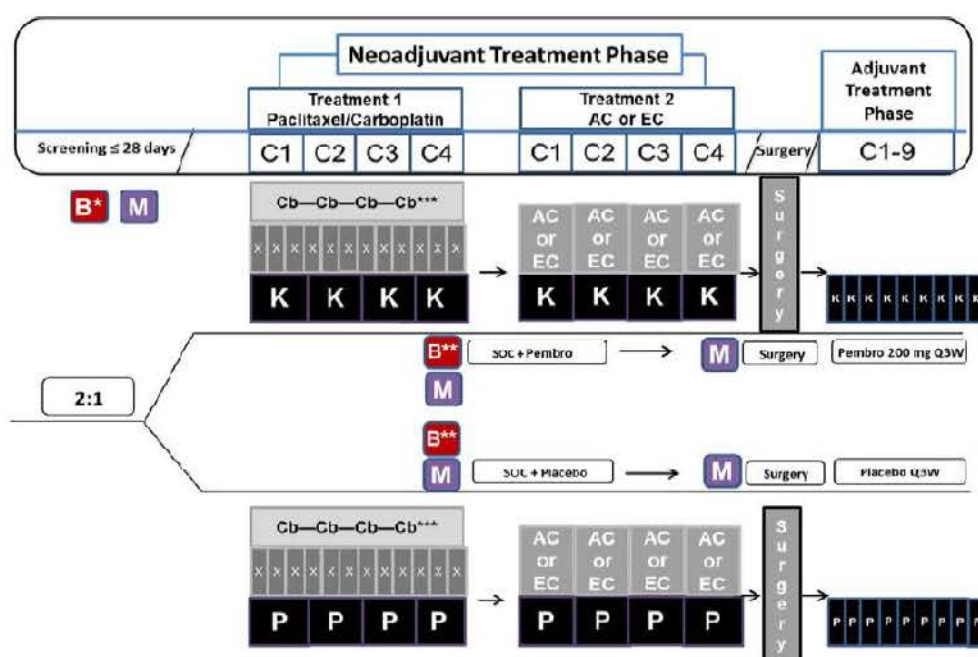 Neoadjuvant Treatment Phase
Treatment 1
Paclitaxel/Carboplatin
Treatment 2
AC or EC
Adjuvant
Treatment
Phase
Screening ≤ 28 days
C1 C2 C3 C4
C1 C2 C3 C4
Surgery
C1-9
B* M
Cb—Cb—Cb—Cb***
X X X X X X X X X X X X
K K K K
AC AC AC AC
or or or or
EC EC EC EC
K K K K
Surgery
K K K K K K K K K
B** SOC + Pembro M Surgery Pembro 200 mg Q3W
M
2:1
B**
M SOC + Placebo M Surgery Placebo Q3W
Cb—Cb—Cb—Cb***
X X X X X X X X X X X X
P P P P
AC AC AC AC
or or or or
EC EC EC EC
P P P P
Surgery
P P P P P P P P P